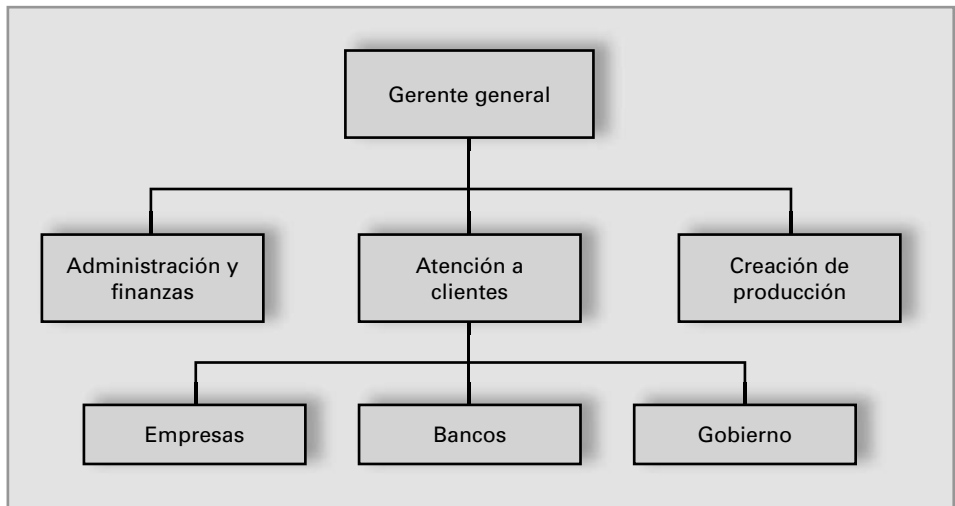 Gerente general
Administración y
finanzas
Atención a
clientes
Creación de
producción
Empresas
Bancos
Gobierno